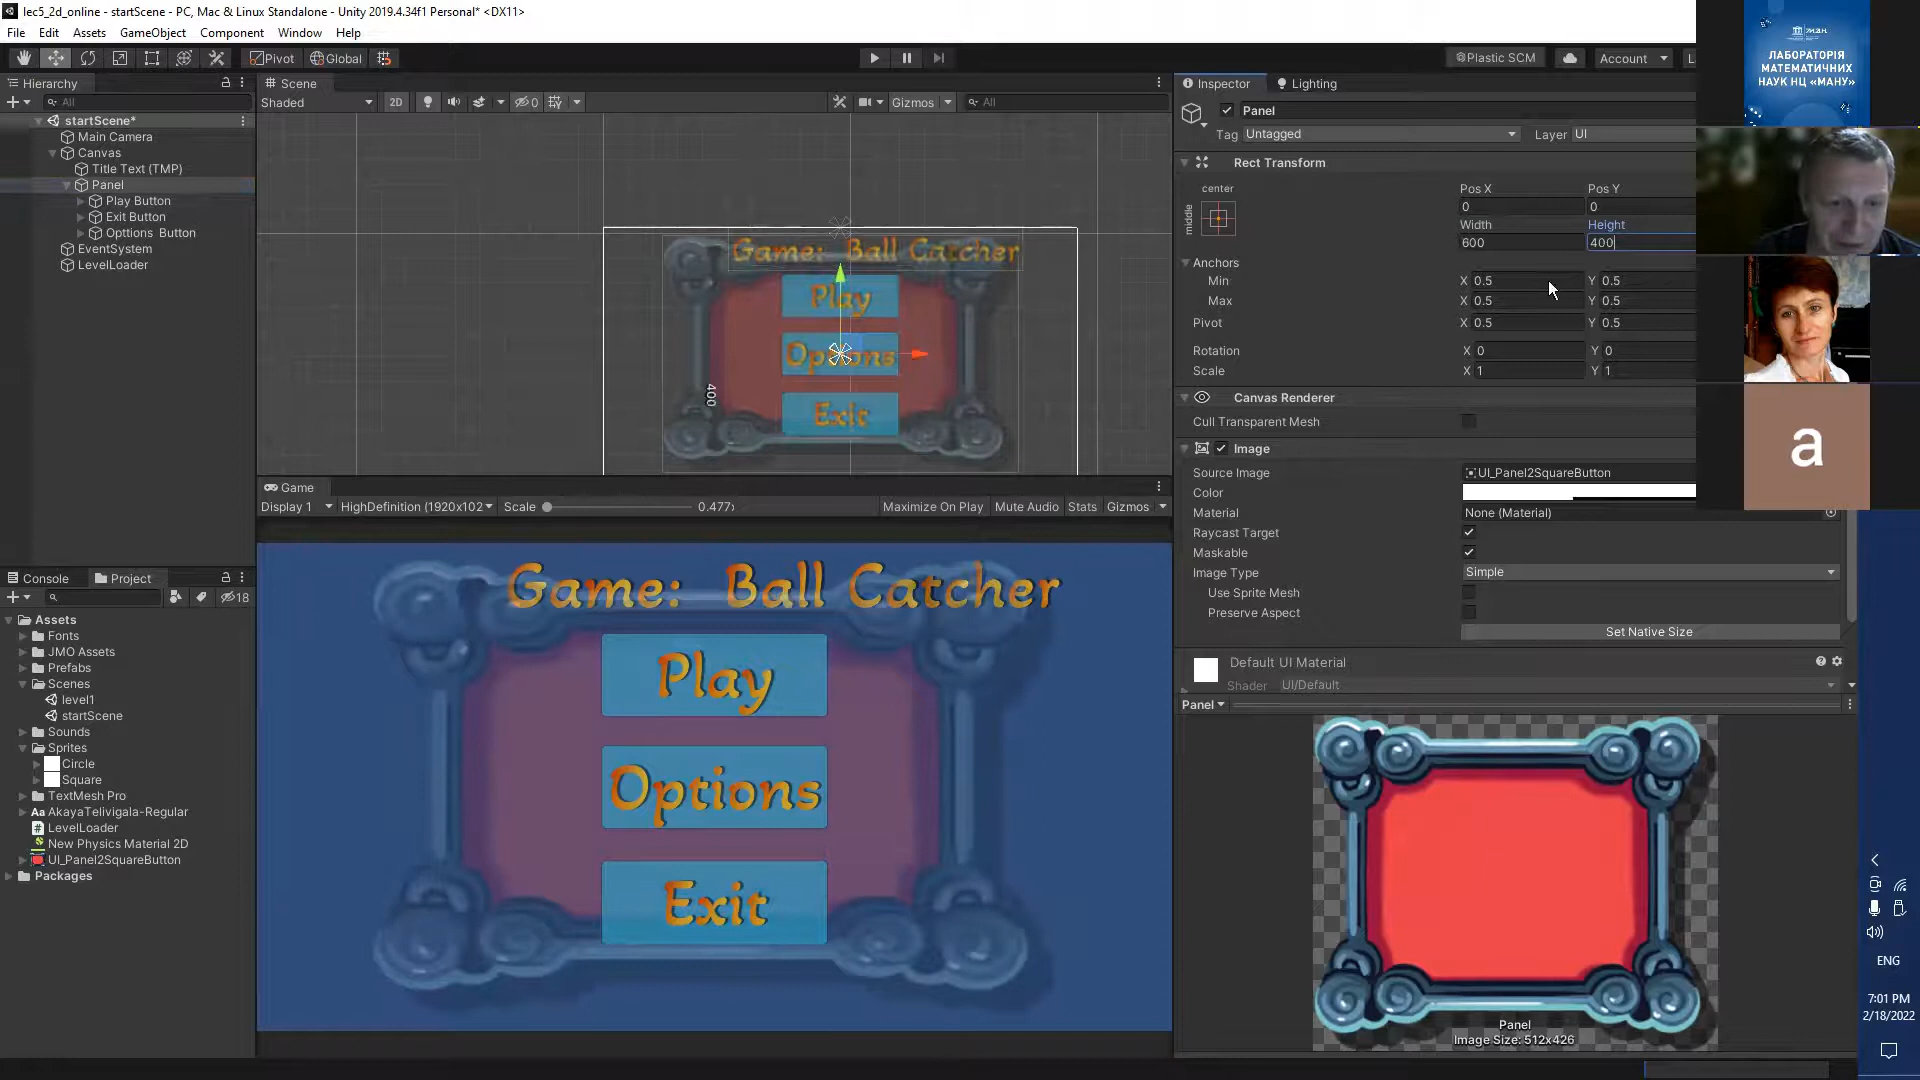 lec5_2d_online - startScene - PC, Mac & Linux Standalone - Unity 2019.4.34f1 Personal* <DX11>
File Edit Assets GameObject Component Window Help
Pivot Global
Plastic SCM Account L
Hierarchy
All
startScene*
Main Camera
Canvas
Title Text (TMP)
Panel
Play Button
Exit Button
Opttions Button
EventSystem
LevelLoader
Scene
Shaded 2D 0 Gizmos All
Game: Ball Catcher
Play
Options
Exit
400
Game
Display 1 HighDefinition (1920x102 Scale 0.477: Maximize On Play Mute Audio Stats Gizmos
Game: Ball Catcher
Play
Options
Exit
Console Project
18
Assets
Fonts
JMO Assets
Prefabs
Scenes
level1
startScene
Sounds
Sprites
Circle
Square
TextMesh Pro
Aa AkayaTelivigala-Regular
LevelLoader
New Physics Material 2D
UI_Panel2SquareButton
Packages
Inspector Lighting
Panel
Tag Untagged Layer UI
Rect Transform
center
middle
Pos X Pos Y
0 0
Width Height
600 400
Anchors
Min X 0.5 Y 0.5
Max X 0.5 Y 0.5
Pivot X 0.5 Y 0.5
Rotation X 0 Y 0
Scale X 1 Y 1
Canvas Renderer
Cull Transparent Mesh
Image
Source Image UI_Panel2SquareButton
Color
Material None (Material)
Raycast Target
Maskable
Image Type Simple
Use Sprite Mesh
Preserve Aspect
Set Native Size
Default UI Material
Shader UI/Default
Panel
Panel
Image Size: 512x426
ЛАБОРАТОРІЯ
МАТЕМАТИЧНИХ
НАУК НЦ «МАНУ»
a
ENG
7:01 PM
2/18/2022